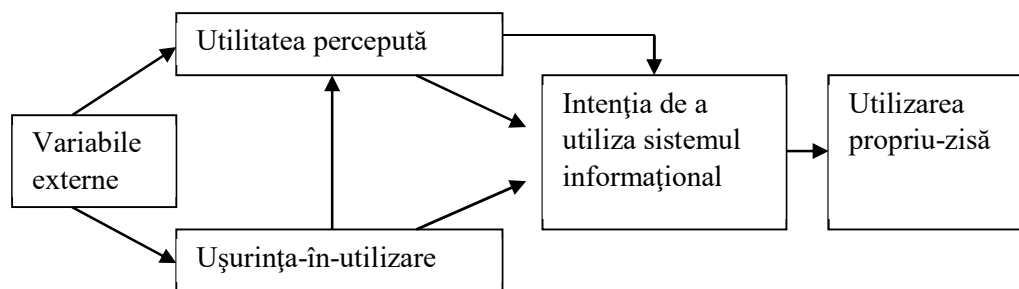 Utilitatea percepută
Variabile
externe
Uşurinţa-în-utilizare
Intenţia de a
utiliza sistemul
informaţional
Utilizarea
propriu-zisă